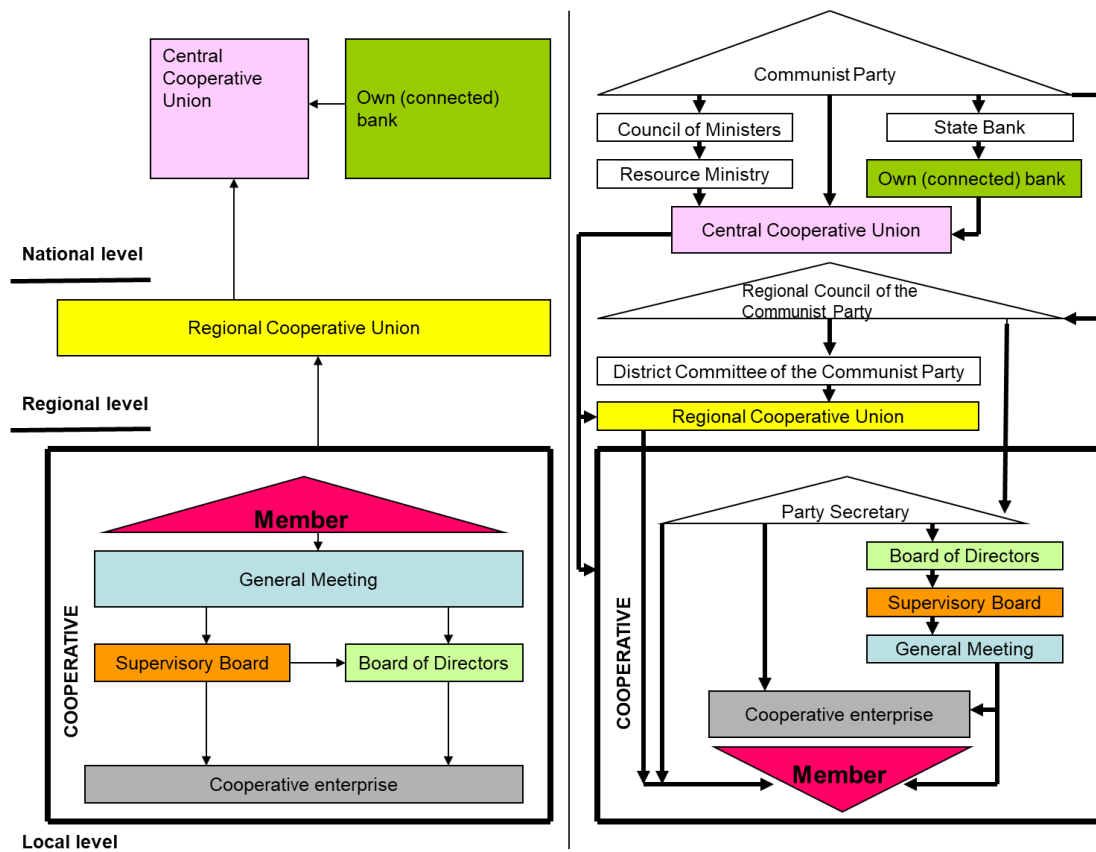 Central
Cooperative
Union
Own (connected)
bank
National level
Regional Cooperative Union
Regional level
Member
General Meeting
Supervisory Board
Board of Directors
COOPERATIVE
Cooperative enterprise
Local level
Communist Party
Council of Ministers
State Bank
Resource Ministry
Own (connected) bank
Central Cooperative Union
Regional Council of the
Communist Party
District Committee of the Communist Party
Regional Cooperative Union
Party Secretary
Board of Directors
Supervisory Board
General Meeting
COOPERATIVE
Cooperative enterprise
Member